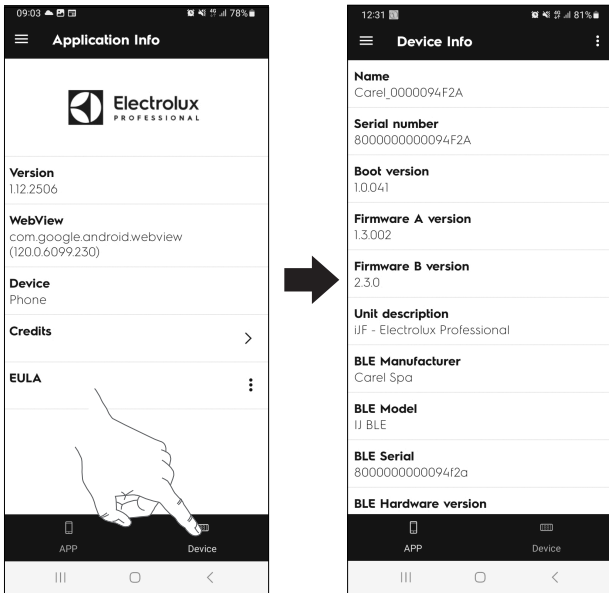 09:03
78%
Application Info
Electrolux
PROFESSIONAL
Version
1.12.2506
WebView
com.google.android.webview
(120.0.6099.230)
Device
Phone
Credits
EULA
APP
Device
12:31
81%
Device Info
Name
Carel_0000094F2A
Serial number
8000000000094F2A
Boot version
1.0.041
Firmware A version
1.3.002
Firmware B version
2.3.0
Unit description
iJF - Electrolux Professional
BLE Manufacturer
Carel Spa
BLE Model
IJ BLE
BLE Serial
8000000000094f2a
BLE Hardware version
APP
Device